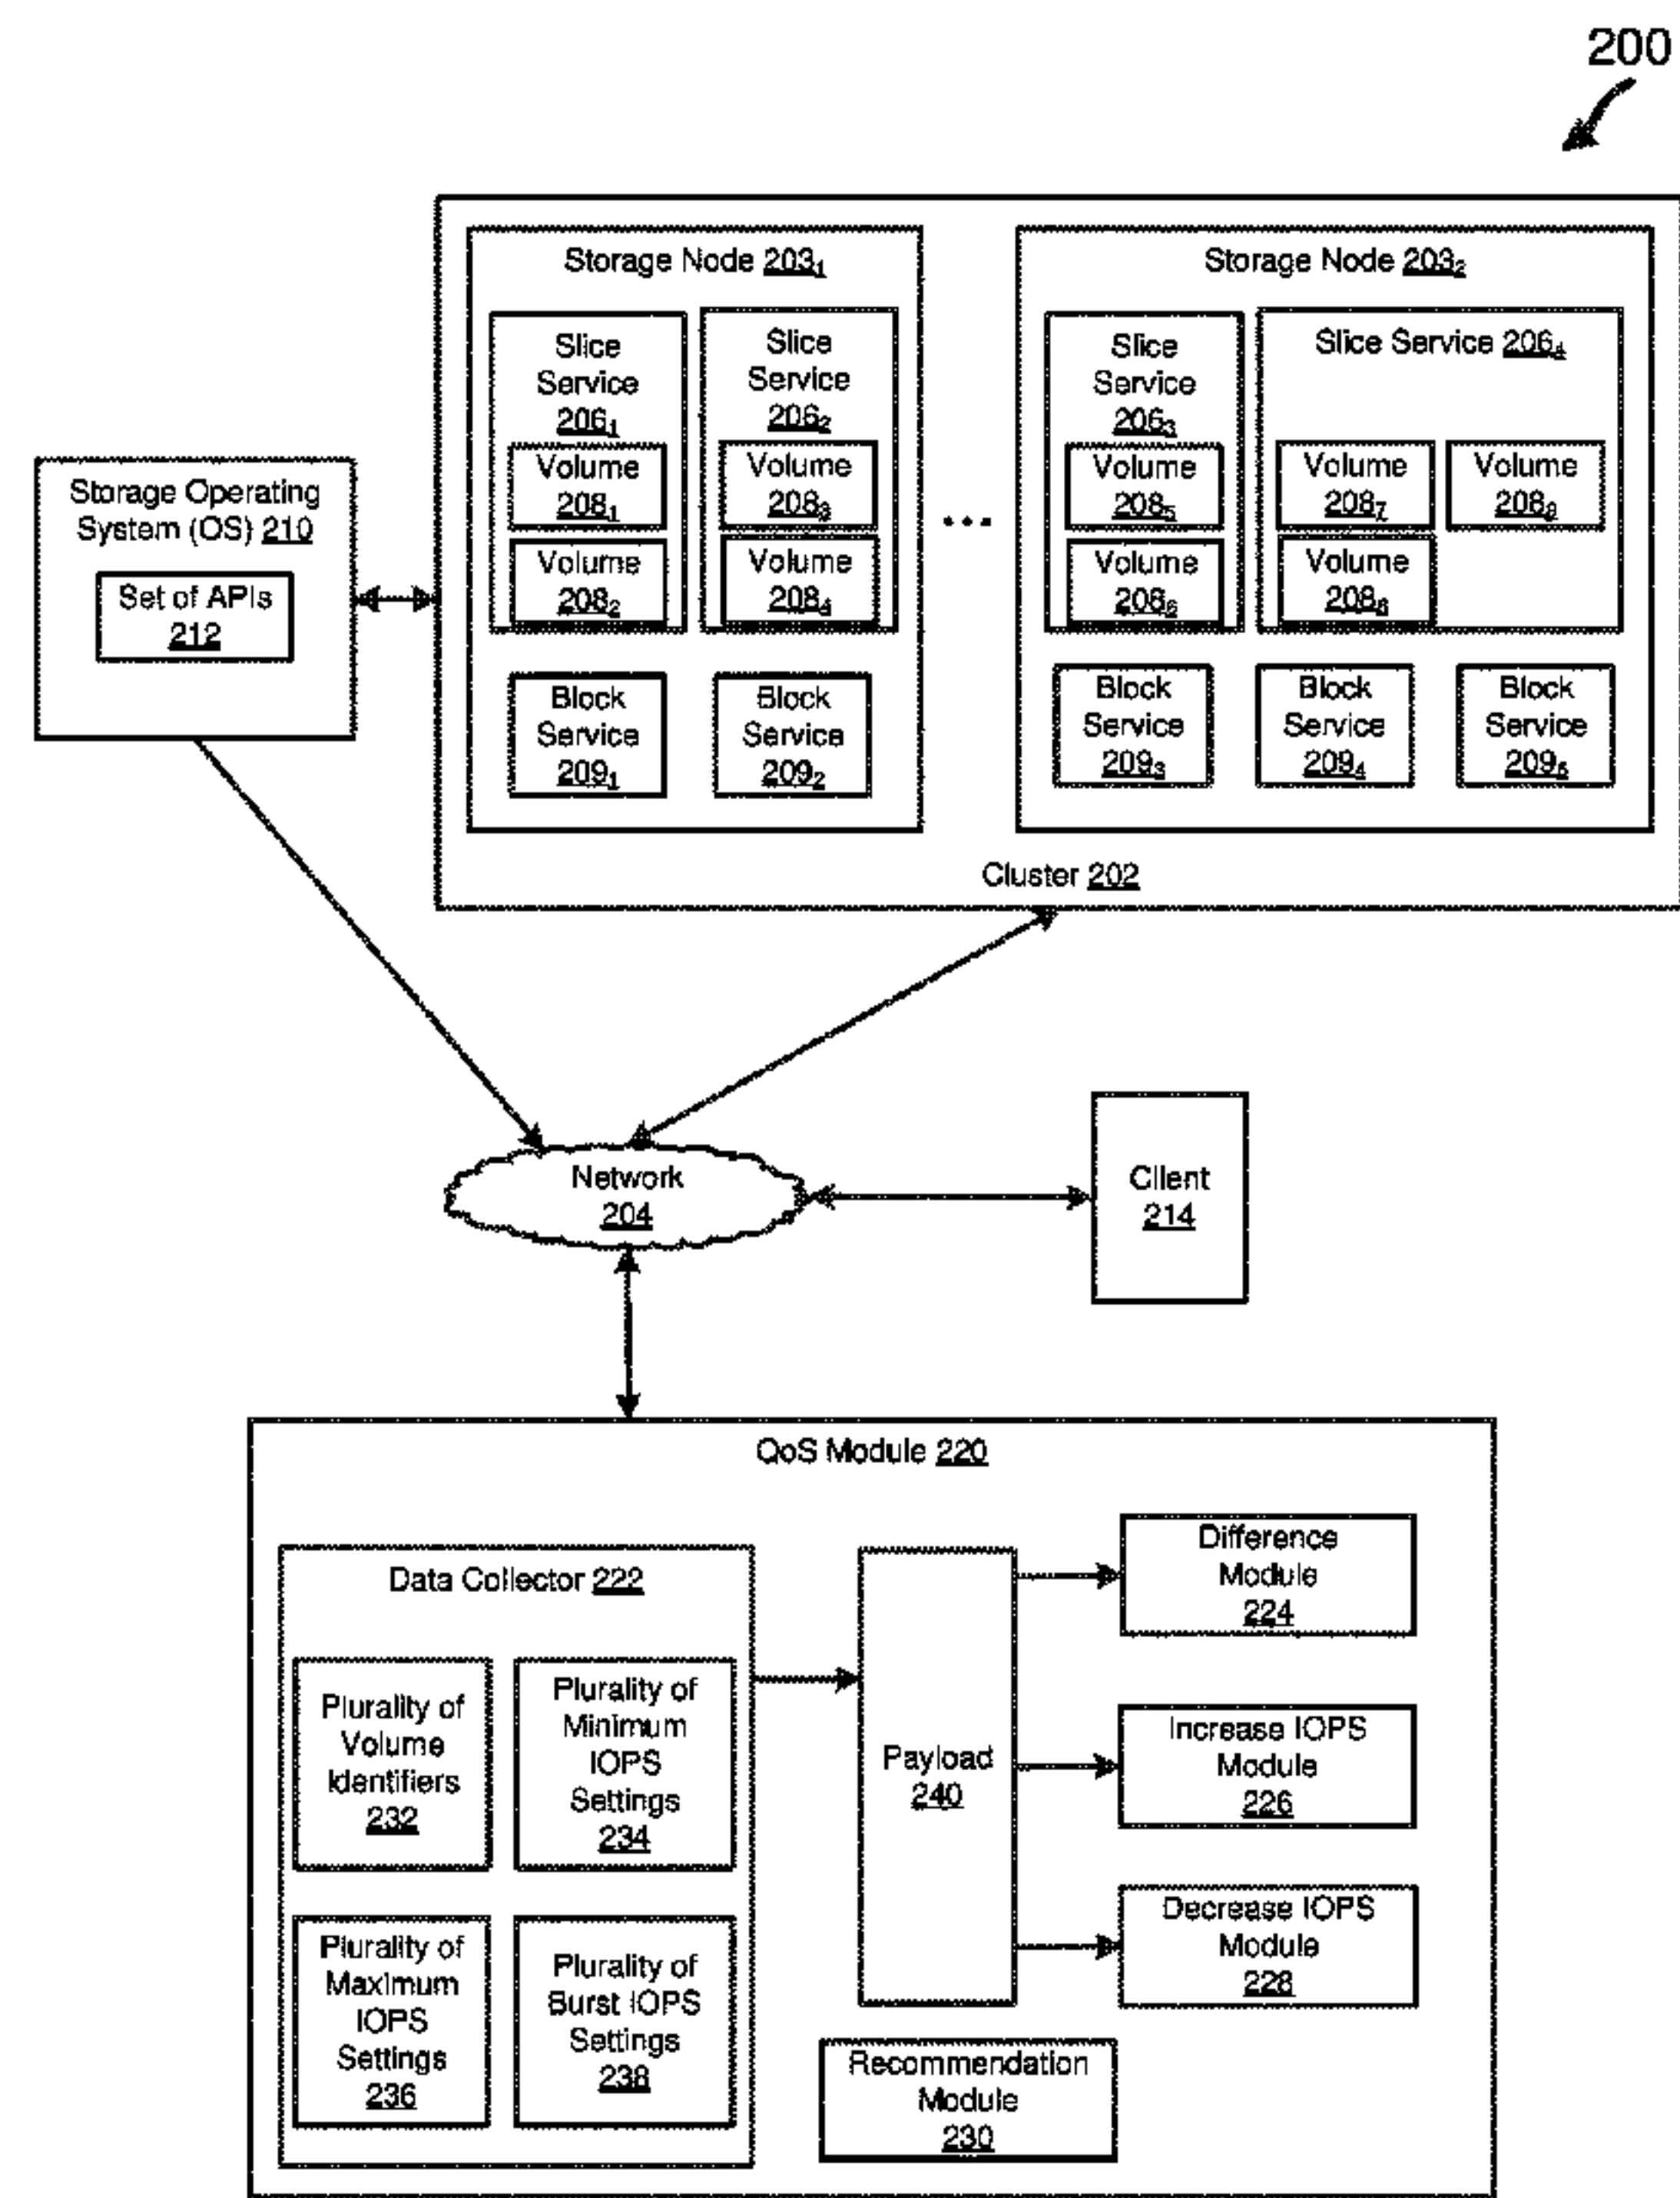 200
Storage Node 203₁
Storage Node 203₂
Slice
Service
206₁
Volume
208₁
Volume
208₂
Slice
Service
206₂
Volume
208₃
Volume
208₄
Slice
Service
206₃
Volume
208₅
Volume
208₆
Slice Service 206₄
Volume
208₇
Volume
Volume
...
Block
Service
209₁
Block
Service
209₂
Block
Service
209₃
Block
Service
209₄
Block
Service
209₅
Cluster 202
Storage Operating
System (OS) 210
Set of APIs
212
Network
204
Client
214
QoS Module 220
Data Collector 222
Plurality of
Volume
Identifiers
232
Plurality of
Minimum
IOPS
Settings
234
Plurality of
Maximum
IOPS
Settings
236
Plurality of
Burst IOPS
Settings
238
Payload
240
Difference
Module
224
Increase IOPS
Module
226
Decrease IOPS
Module
228
Recommendation
Module
230